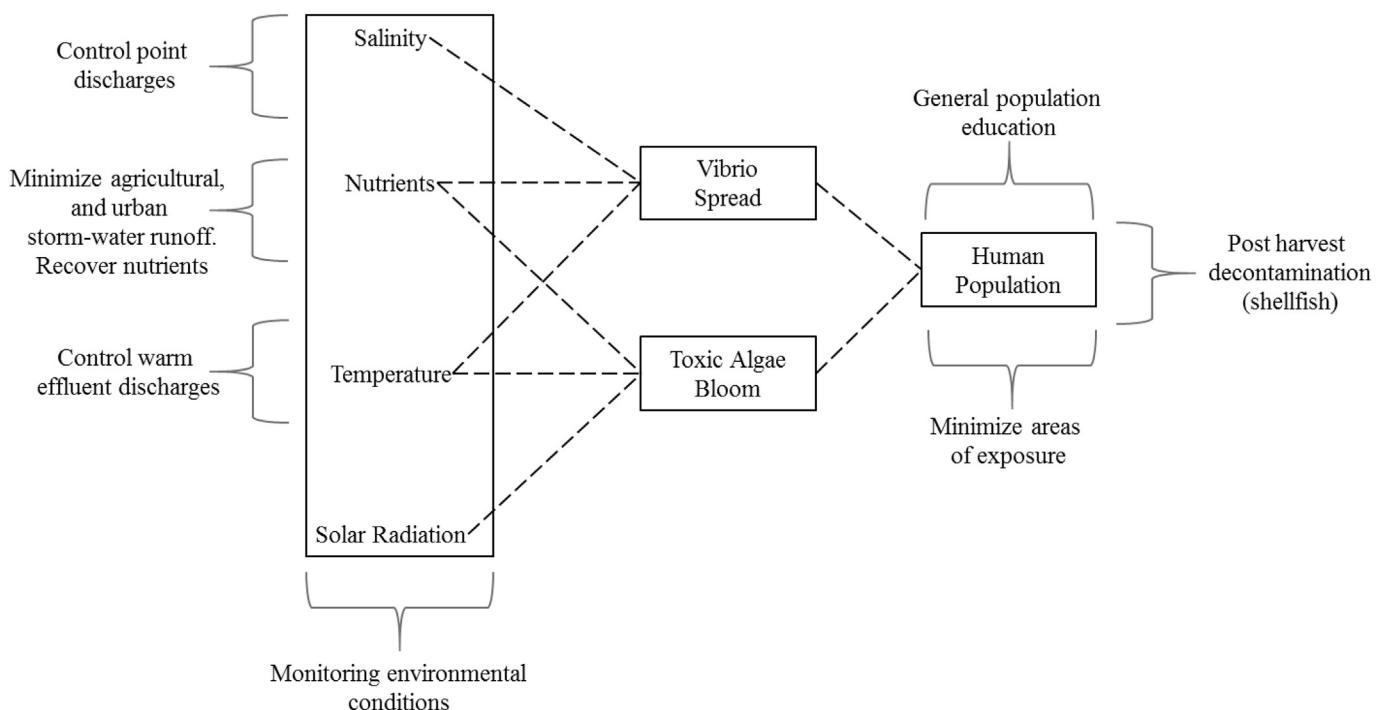 Control point
discharges
Minimize agricultural,
and urban
storm-water runoff.
Recover nutrients
Control warm
effluent discharges
Salinity
Nutrients
Temperature
Solar Radiation
Monitoring environmental
conditions
Vibrio
Spread
Toxic Algae
Bloom
General population
education
Human
Population
Minimize areas
of exposure
Post harvest
decontamination
(shellfish)